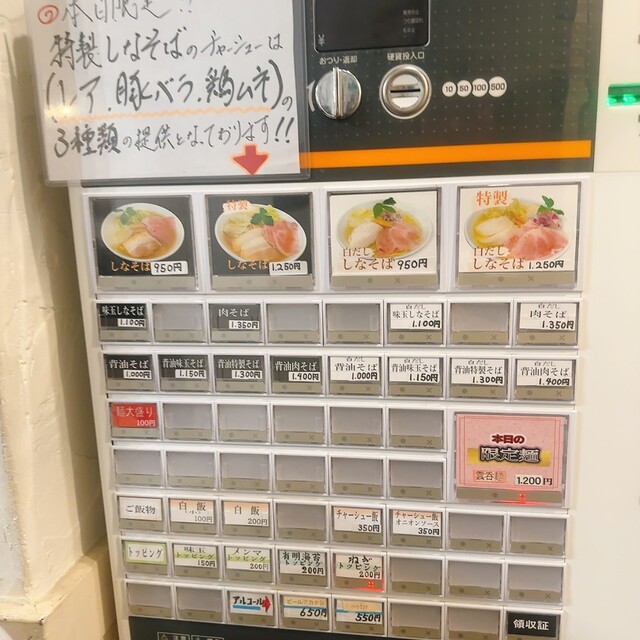 本日限定!!
特製しなそばのチャーシューは
(レア.豚バラ.鶏ムネ)の
3種類の提供となっております!!
おつり・返却
硬貨投入口
10 50 100 500
しなそば 950円
特製
しなそば 1.250円
白だし
しなそば 950円
特製
白だし
しなそば 1.250円
味玉しなそば
1.100円
肉そば
1.350円
白だし
味玉しなそば
1.100円
白だし
肉そば
1.350円
背油そば
1.000円
背油味玉そば
1.150円
背油特製そば
1.300円
背油肉そば
1.400円
白だし
背油そば
1.000円
白だし
背油味玉そば
1.150円
白だし
背油特製そば
1.300円
白だし
背油肉そば
1.400円
麺大盛り
100円
本日の
限定麺
1.200円
ご飯物
白飯
100円
白飯
200円
チャーシュー飯
350円
チャーシュー飯
オニオンソース
350円
トッピング
味玉
トッピング
150円
メンマ
トッピング
200円
有明海苔
トッピング
200円
ねぎ
トッピング
200円
アルコール
650円
550円
領収証